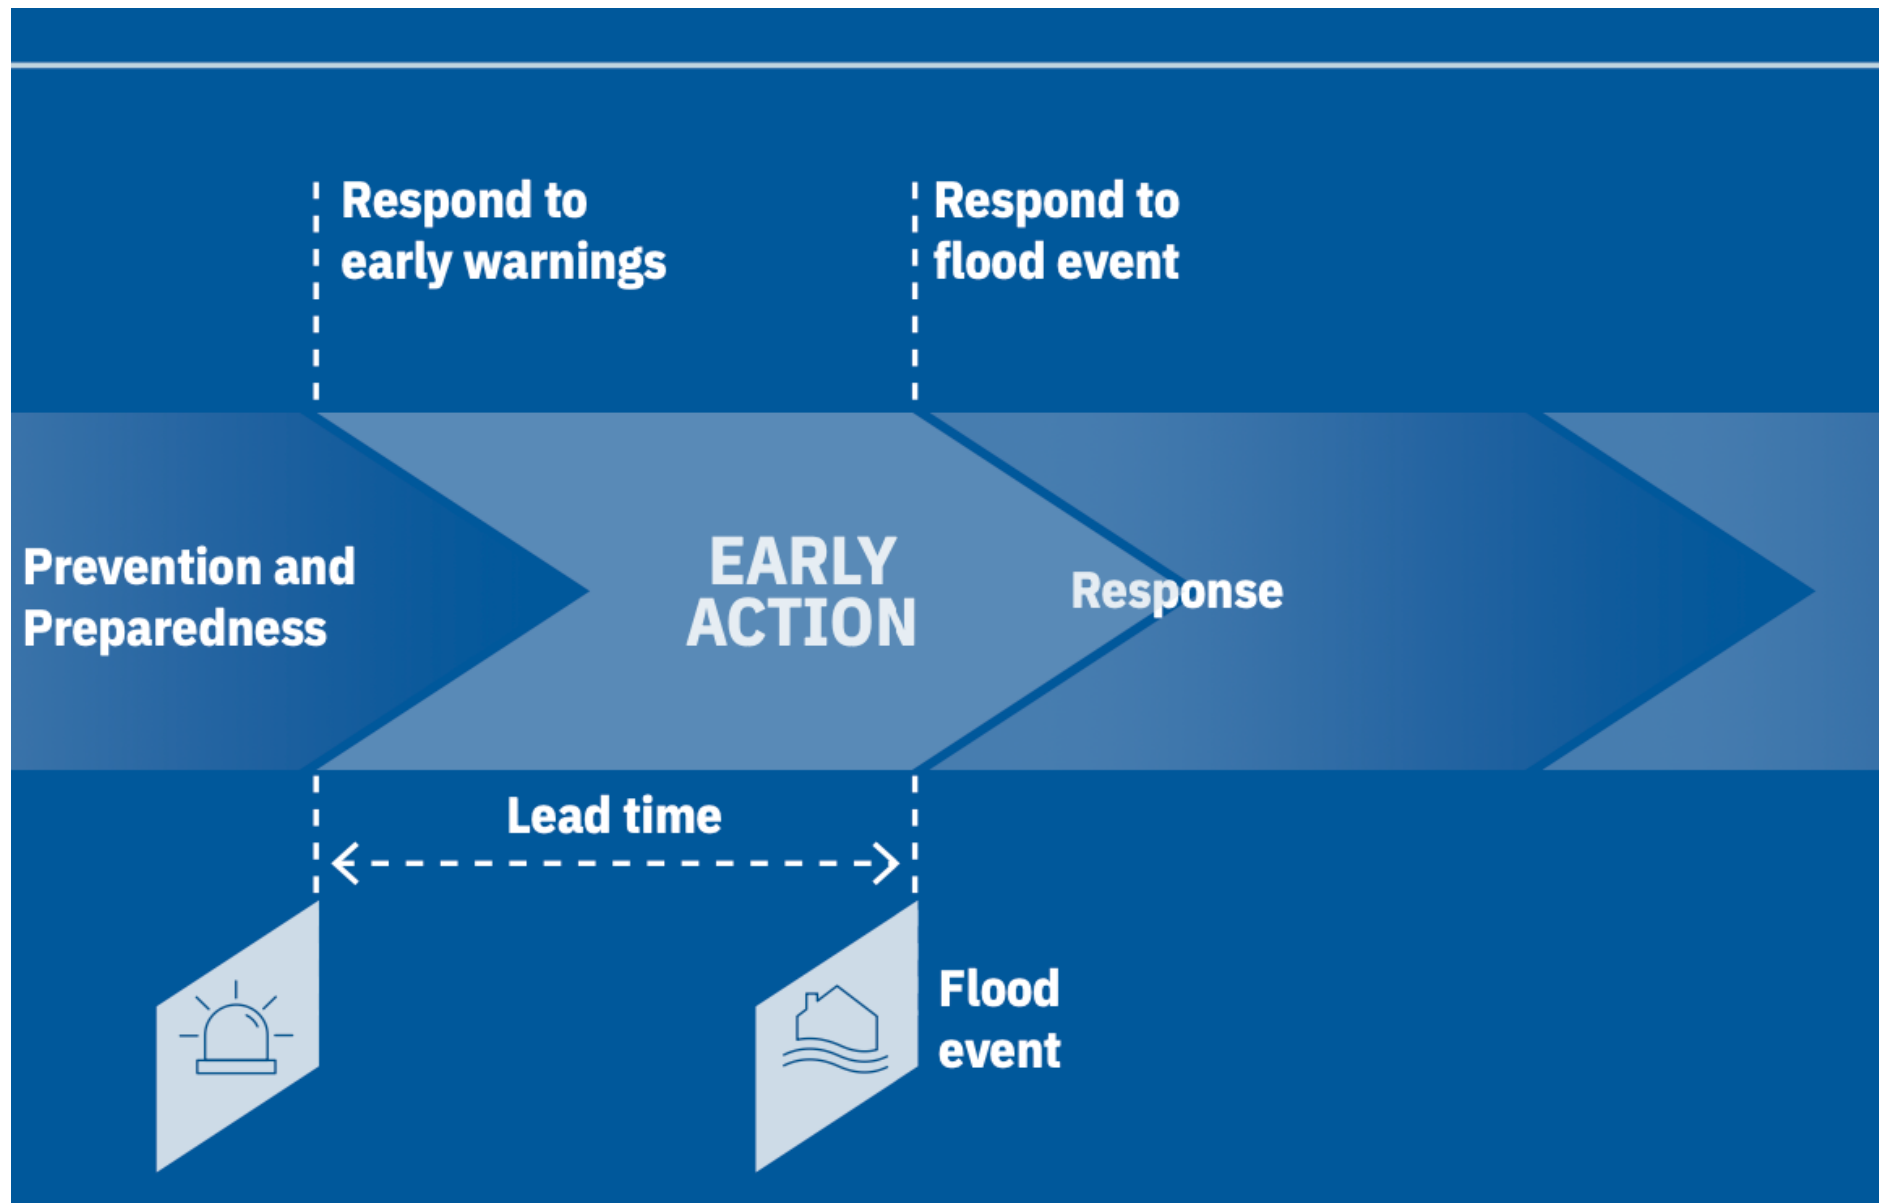 Respond to
early warnings
Respond to
flood event
Prevention and
Preparedness
EARLY
ACTION
Response
Lead time
Flood
event